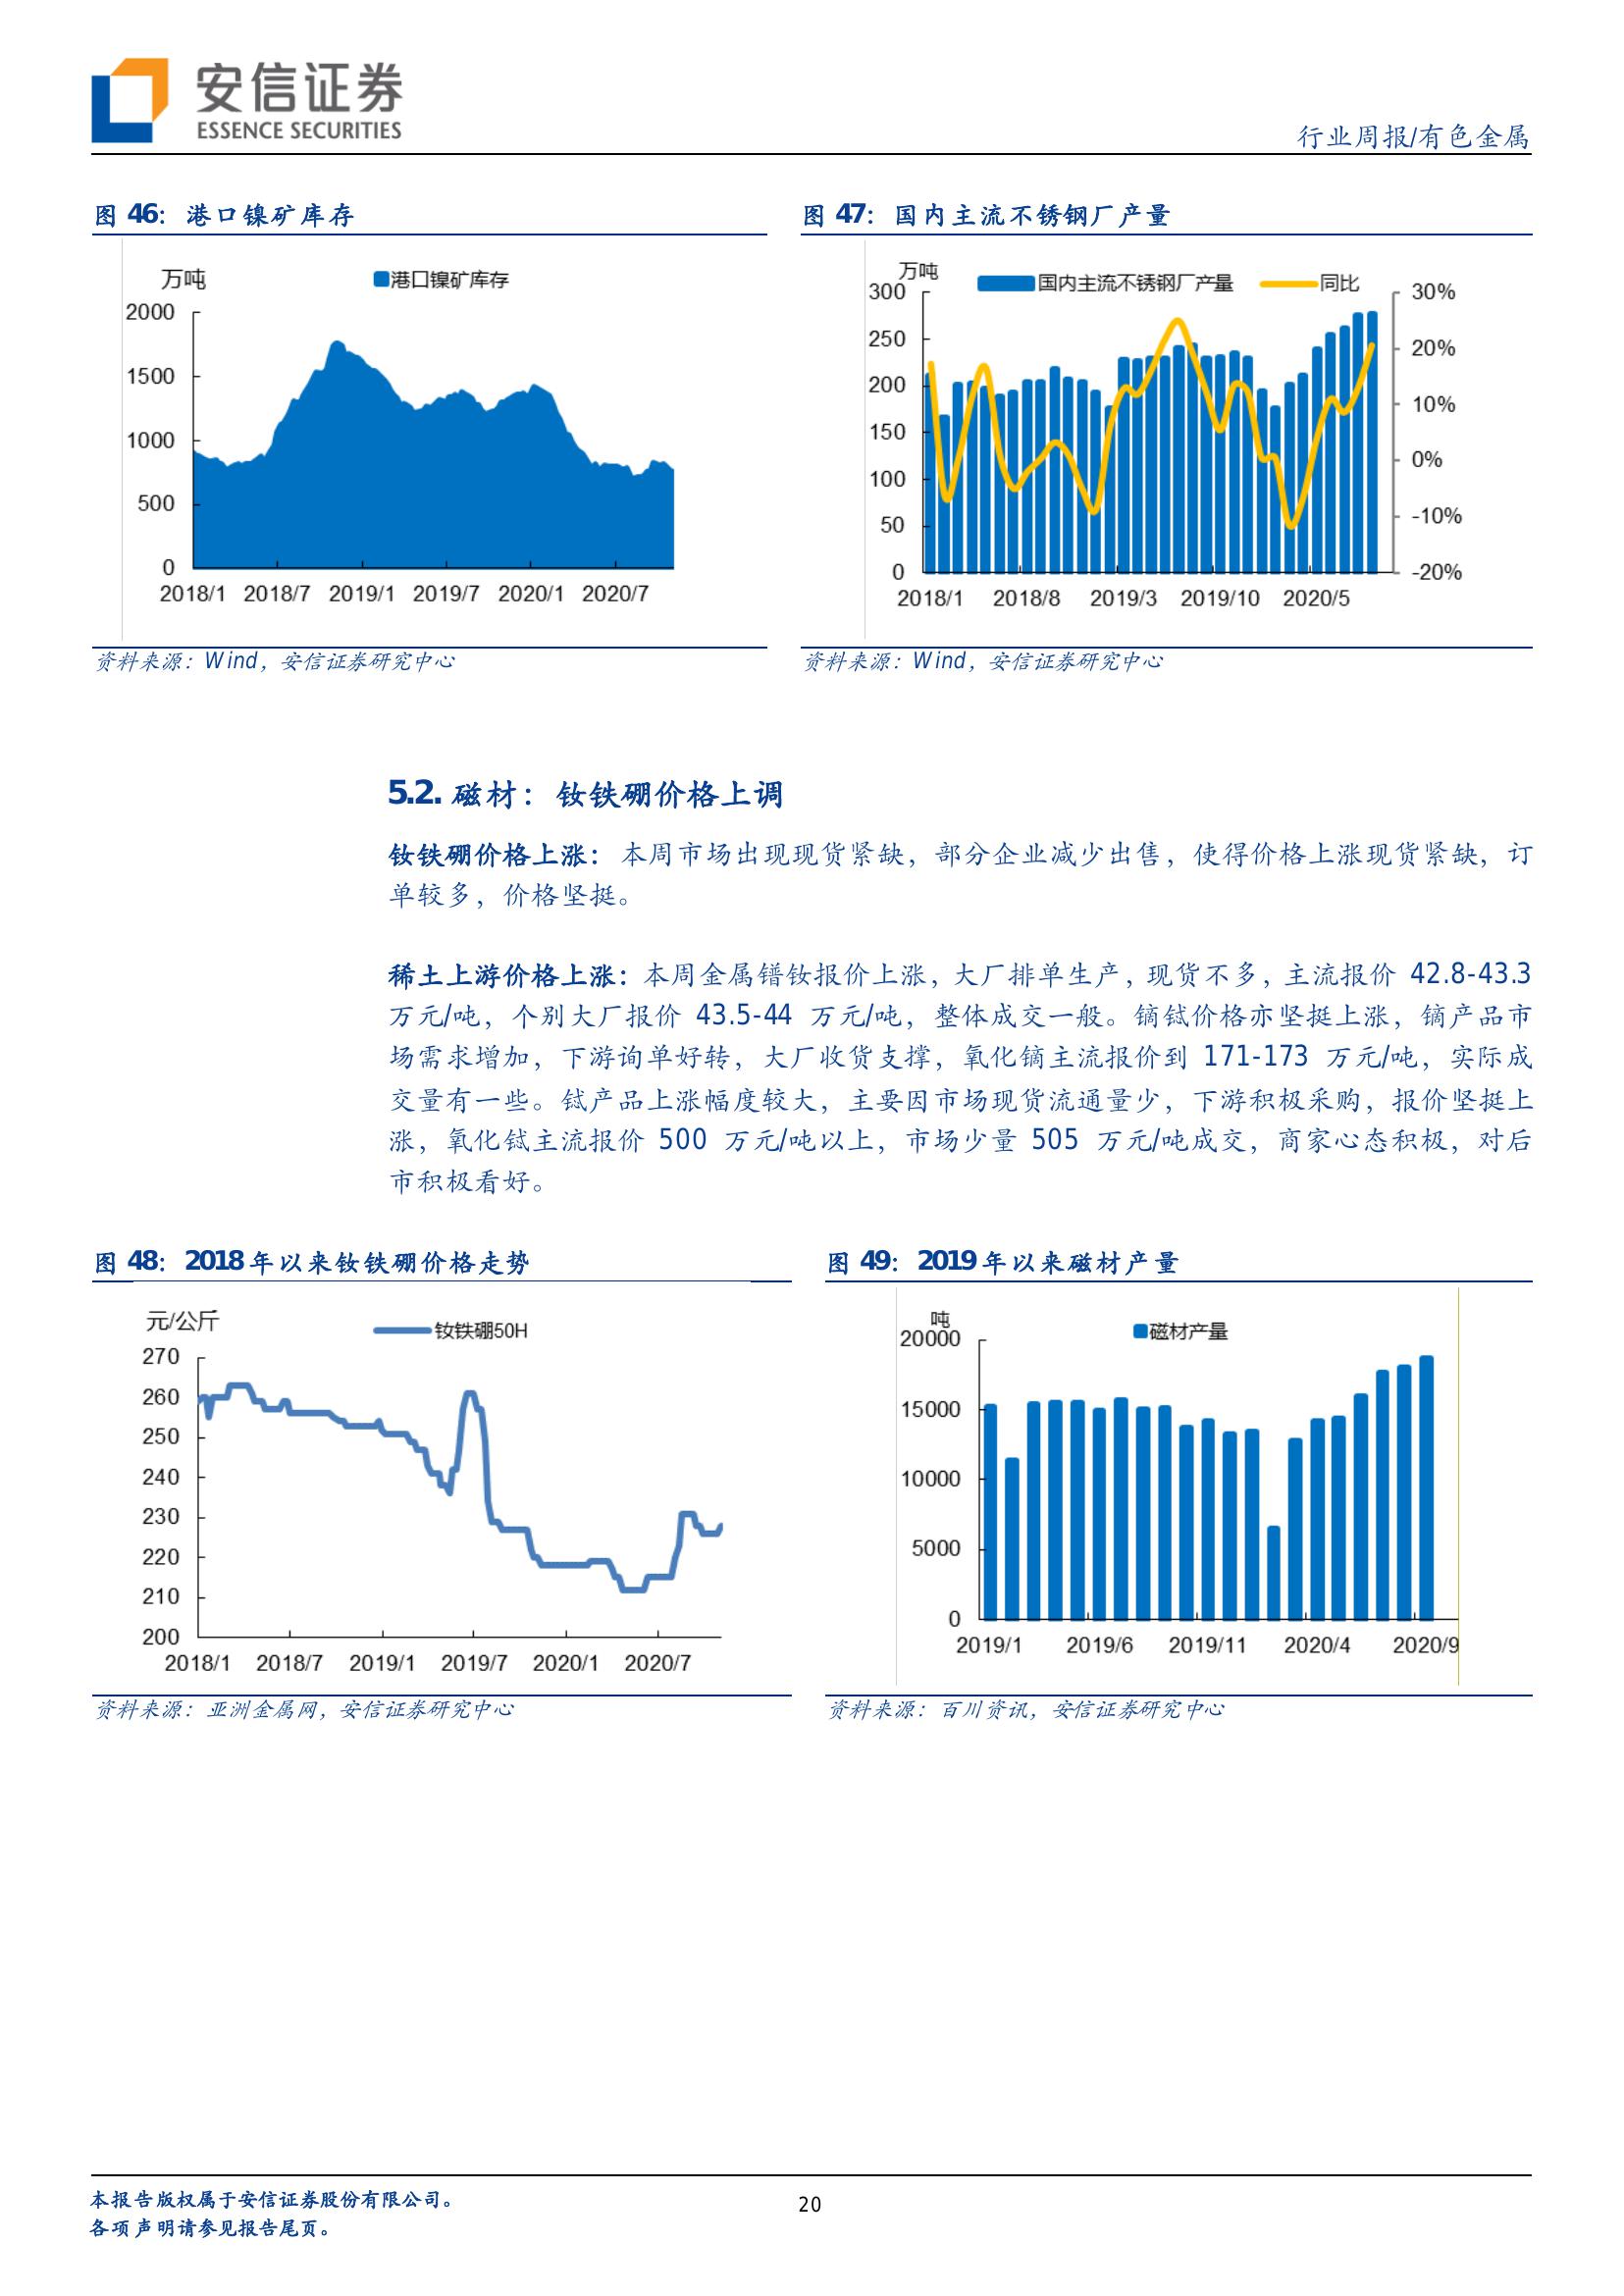 安信证券
ESSENCE SECURITIES
行业周报/有色金属
图 46：港口镍矿库存
万吨
港口镍矿库存
2000
1500
1000
500
0
2018/1 2018/7 2019/1 2019/7 2020/1 2020/7
资料来源：Wind，安信证券研究中心
图 47：国内主流不锈钢厂产量
万吨
国内主流不锈钢厂产量 同比
300
250
200
150
100
50
0
30%
20%
10%
0%
-10%
-20%
2018/1 2018/8 2019/3 2019/10 2020/5
资料来源：Wind，安信证券研究中心
5.2. 磁材：钕铁硼价格上调
钕铁硼价格上涨：本周市场出现现货紧缺，部分企业减少出售，使得价格上涨现货紧缺，订
单较多，价格坚挺。
稀土上游价格上涨：本周金属镨钕报价上涨，大厂排单生产，现货不多，主流报价 42.8-43.3
万元/吨，个别大厂报价 43.5-44 万元/吨，整体成交一般。镝铽价格亦坚挺上涨，镝产品市
场需求增加，下游询单好转，大厂收货支撑，氧化镝主流报价到 171-173 万元/吨，实际成
交量有一些。铽产品上涨幅度较大，主要因市场现货流通量少，下游积极采购，报价坚挺上
涨，氧化铽主流报价 500 万元/吨以上，市场少量 505 万元/吨成交，商家心态积极，对后
市积极看好。
图 48：2018 年以来钕铁硼价格走势
元/公斤
钕铁硼50H
270
260
250
240
230
220
210
200
2018/1 2018/7 2019/1 2019/7 2020/1 2020/7
资料来源：亚洲金属网，安信证券研究中心
图 49：2019 年以来磁材产量
吨
磁材产量
20000
15000
10000
5000
0
2019/1 2019/6 2019/11 2020/4 2020/9
资料来源：百川资讯，安信证券研究中心
本报告版权属于安信证券股份有限公司。
各项声明请参见报告尾页。
20